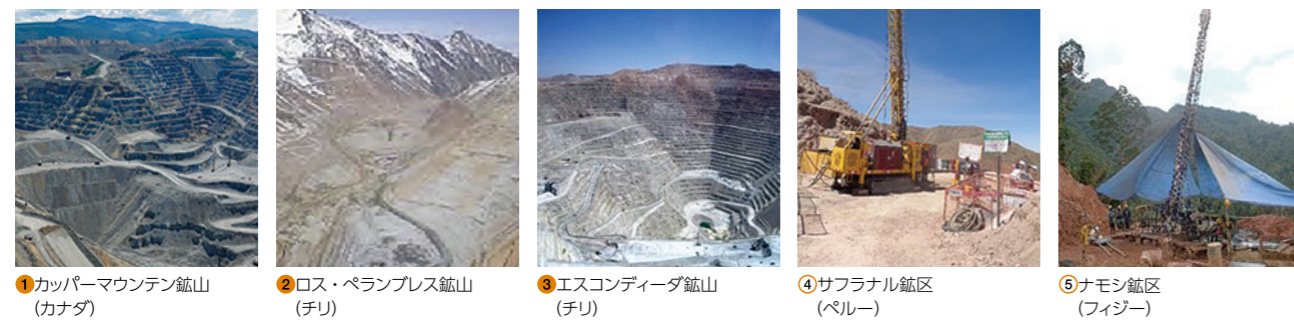 ❶カッパーマウンテン鉱山
(カナダ)
❷ロス・ペランブレス鉱山
(チリ)
❸エスコンディーダ鉱山
(チリ)
④サフラナル鉱区
(ペルー)
⑤ナモシ鉱区
(フィジー)